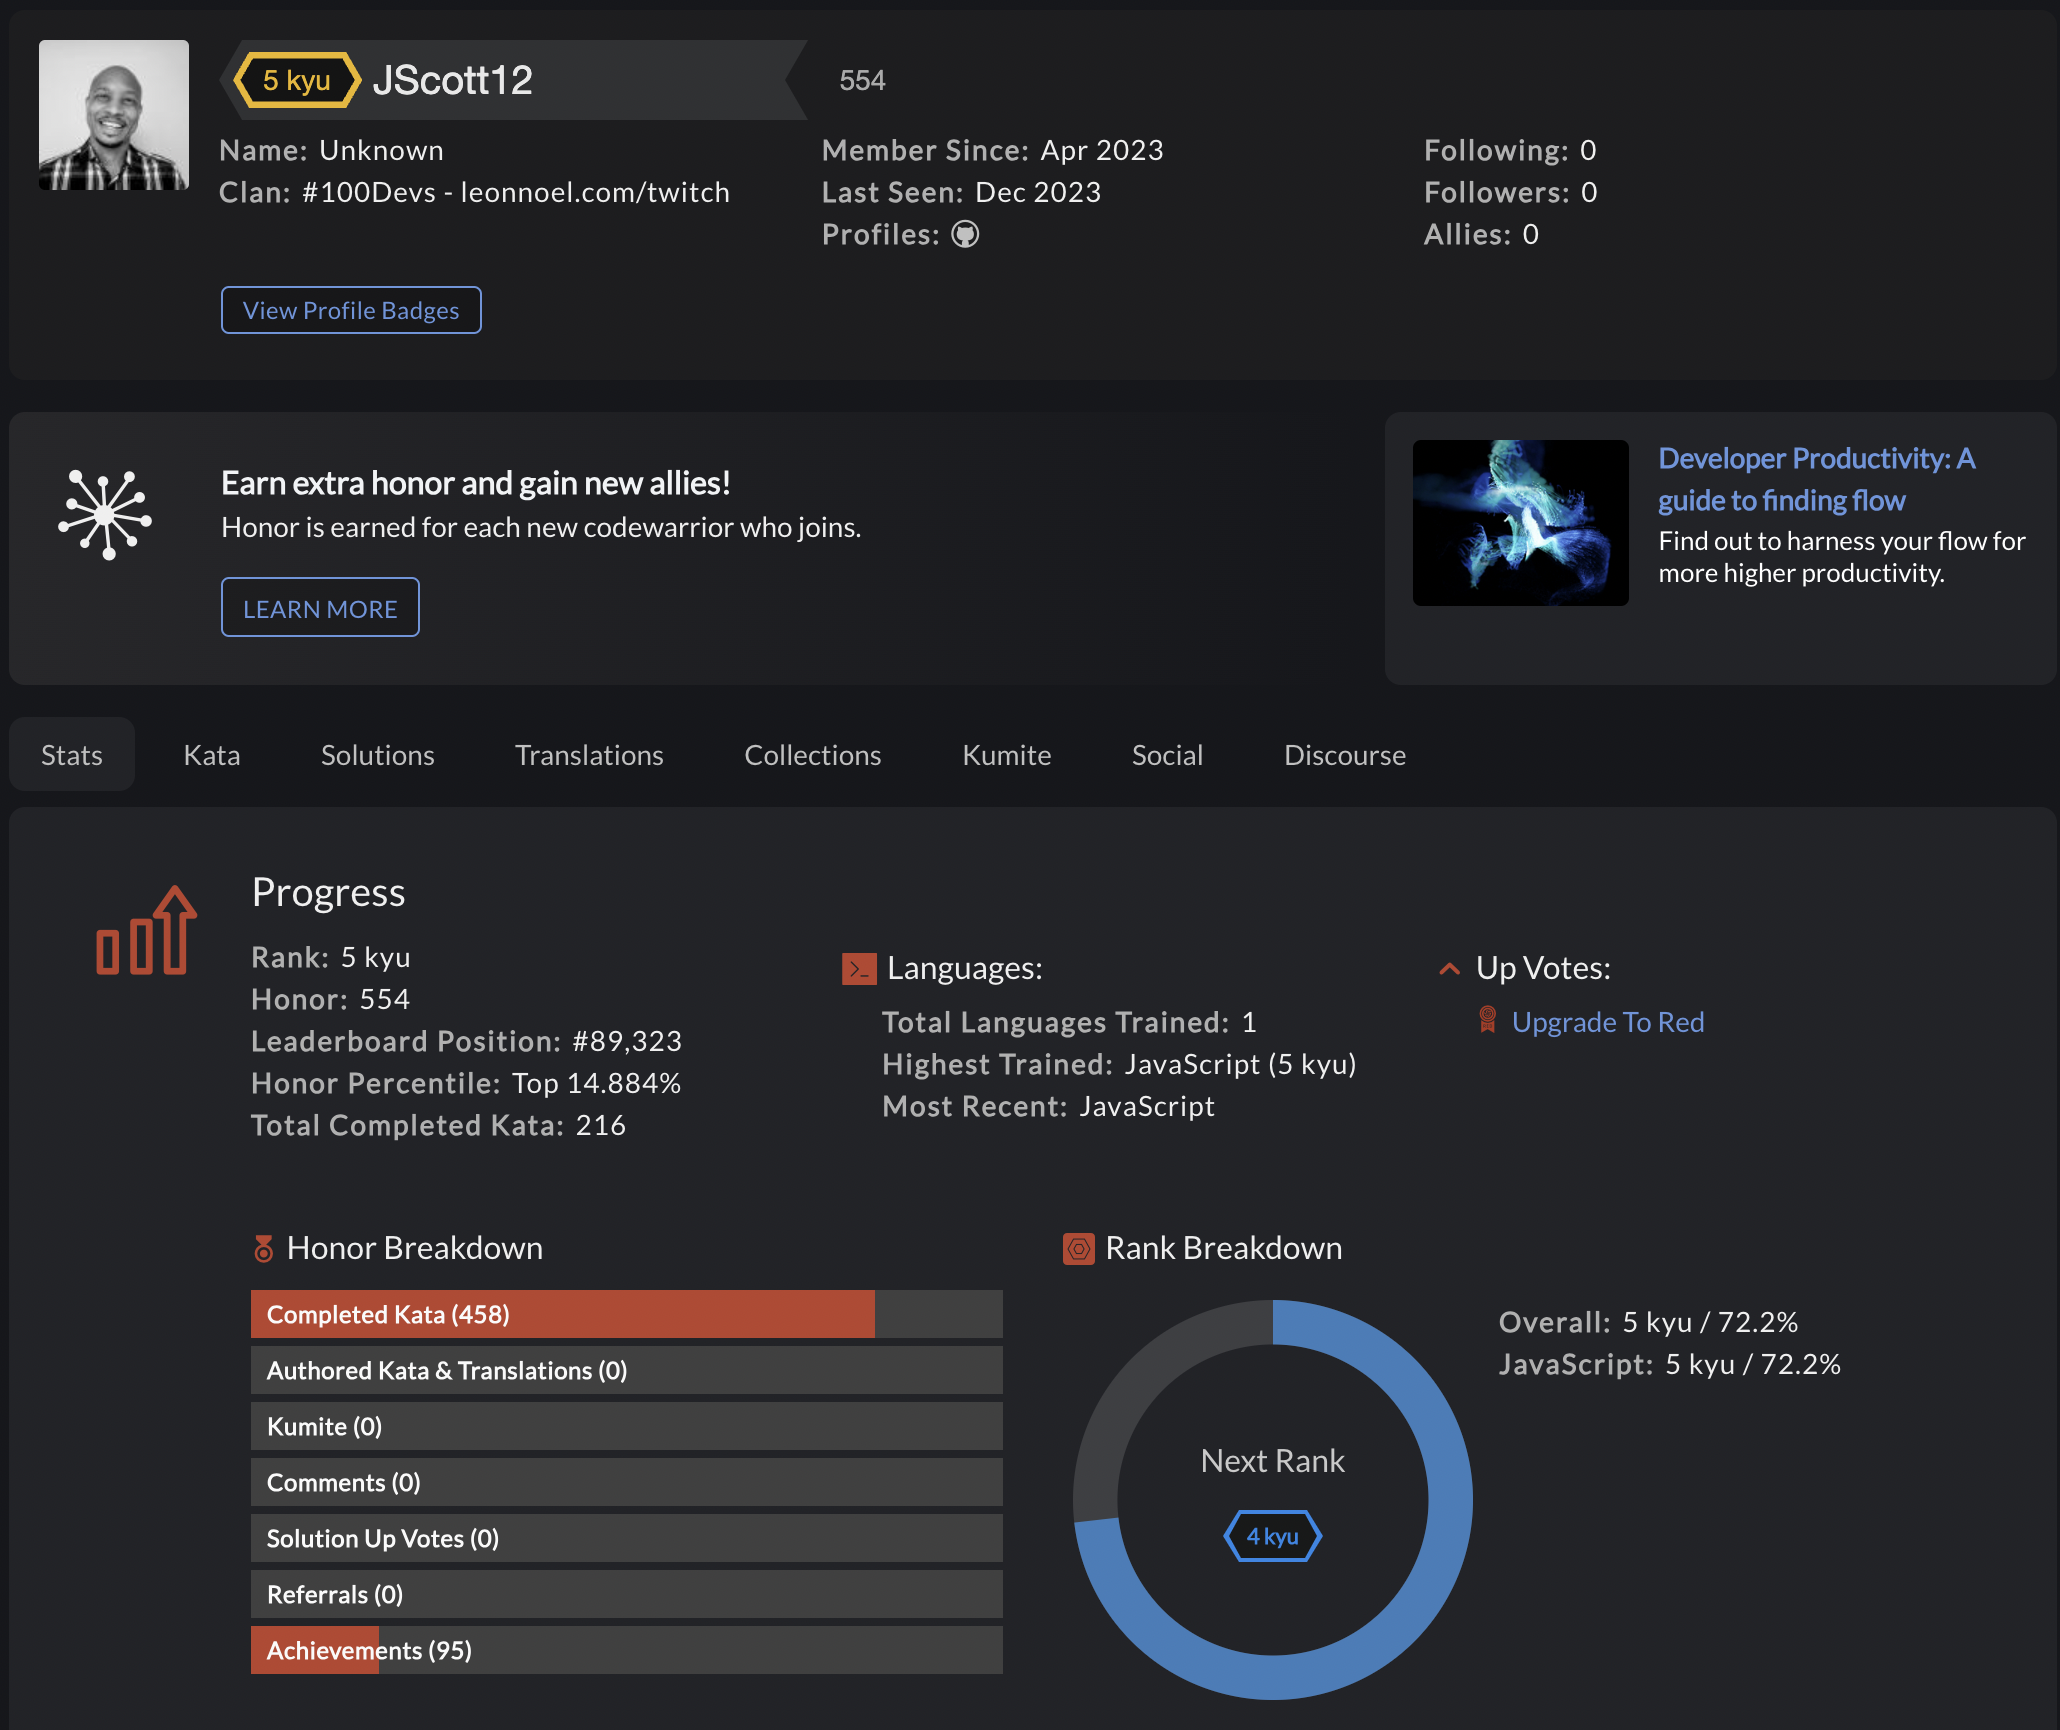 5 kyu JScott12
554
Name: Unknown
Clan: #100Devs - leonnoel.com/twitch
Member Since: Apr 2023
Last Seen: Dec 2023
Profiles:
Following: 0
Followers: 0
Allies: 0
View Profile Badges
Earn extra honor and gain new allies!
Honor is earned for each new codewarrior who joins.
LEARN MORE
Developer Productivity: A
guide to finding flow
Find out to harness your flow for
more higher productivity.
Stats Kata Solutions Translations Collections Kumite Social Discourse
Progress
Rank: 5 kyu
Honor: 554
Leaderboard Position: #89,323
Honor Percentile: Top 14.884%
Total Completed Kata: 216
>_ Languages:
Total Languages Trained: 1
Highest Trained: JavaScript (5 kyu)
Most Recent: JavaScript
Up Votes:
Upgrade To Red
Honor Breakdown
Completed Kata (458)
Authored Kata & Translations (0)
Kumite (0)
Comments (0)
Solution Up Votes (0)
Referrals (0)
Achievements (95)
Rank Breakdown
Next Rank
4 kyu
Overall: 5 kyu / 72.2%
JavaScript: 5 kyu / 72.2%